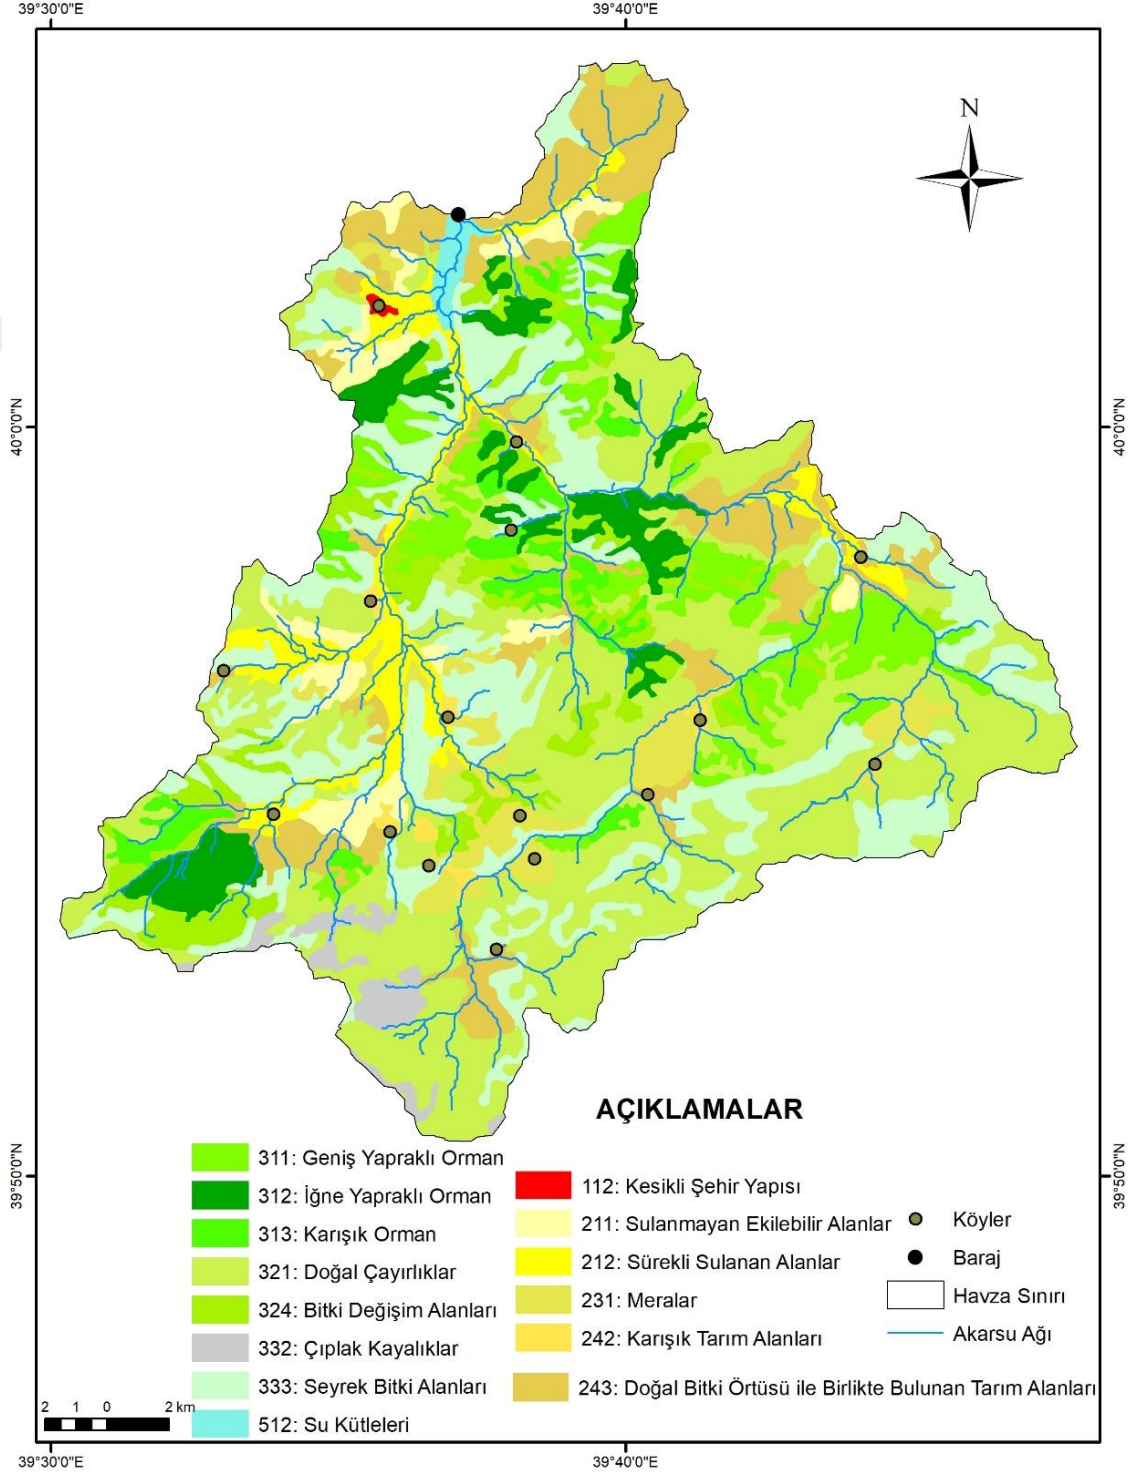 39°30'0"E
39°40'0"E
N
40°0'0"N
40°0'0"N
AÇIKLAMALAR
311: Geniş Yapraklı Orman
312: İğne Yapraklı Orman
313: Karışık Orman
321: Doğal Çayırlıklar
324: Bitki Değişim Alanları
332: Çıplak Kayalıklar
333: Seyrek Bitki Alanları
512: Su Kütleleri
112: Kesikli Şehir Yapısı
211: Sulanmayan Ekilebilir Alanlar
212: Sürekli Sulanan Alanlar
231: Meralar
242: Karışık Tarım Alanları
243: Doğal Bitki Örtüsü ile Birlikte Bulunan Tarım Alanları
Köyler
Baraj
Havza Sınırı
Akarsu Ağı
39°50'0"N
39°50'0"N
2 1 0 2 km
39°30'0"E
39°40'0"E